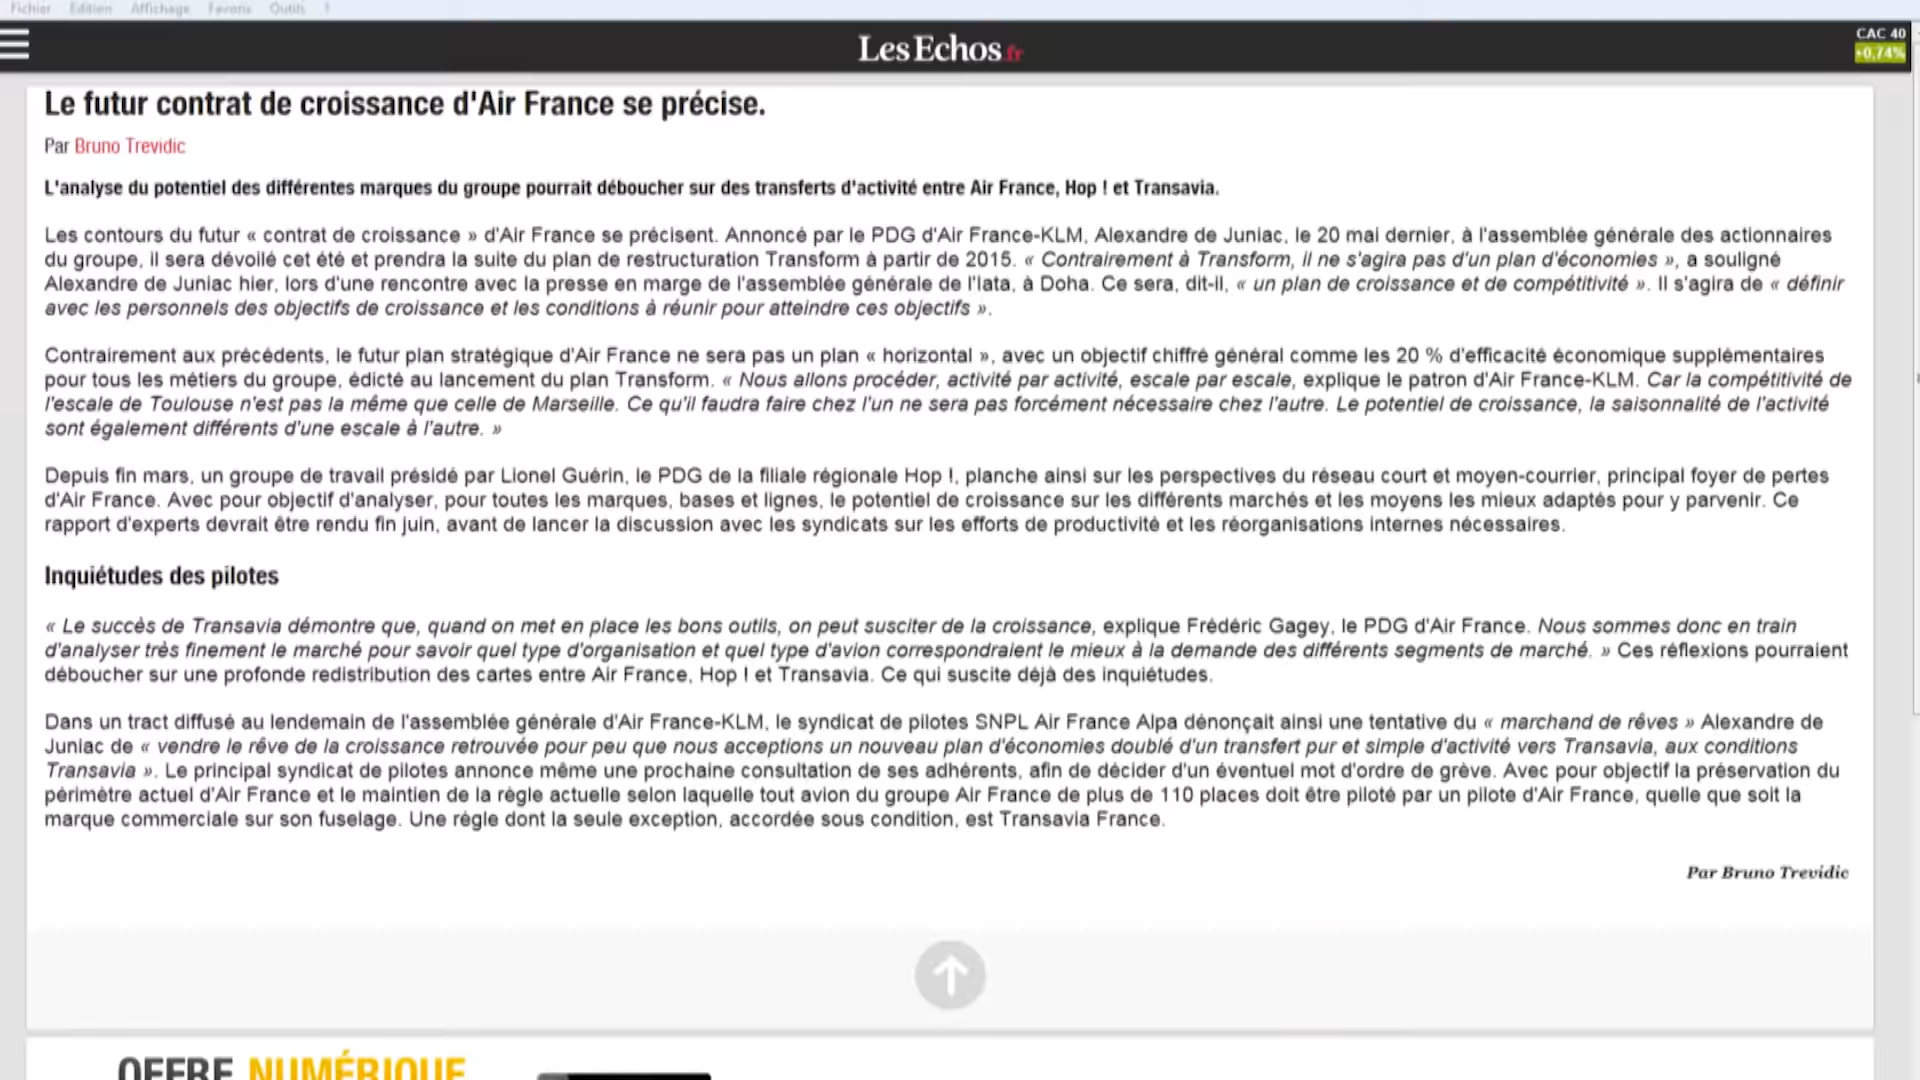 Fichier Edition Affichage Favoris Outils ?
LesEchos.fr
CAC 40
+0,74%
Le futur contrat de croissance d'Air France se précise.
Par Bruno Trevidic
L'analyse du potentiel des différentes marques du groupe pourrait déboucher sur des transferts d'activité entre Air France, Hop ! et Transavia.
Les contours du futur « contrat de croissance » d'Air France se précisent. Annoncé par le PDG d'Air France-KLM, Alexandre de Juniac, le 20 mai dernier, à l'assemblée générale des actionnaires
du groupe, il sera dévoilé cet été et prendra la suite du plan de restructuration Transform à partir de 2015. « Contrairement à Transform, il ne s'agira pas d'un plan d'économies », a souligné
Alexandre de Juniac hier, lors d'une rencontre avec la presse en marge de l'assemblée générale de l'Iata, à Doha. Ce sera, dit-il, « un plan de croissance et de compétitivité ». Il s'agira de « définir
avec les personnels des objectifs de croissance et les conditions à réunir pour atteindre ces objectifs ».
Contrairement aux précédents, le futur plan stratégique d'Air France ne sera pas un plan « horizontal », avec un objectif chiffré général comme les 20 % d'efficacité économique supplémentaires
pour tous les métiers du groupe, édicté au lancement du plan Transform. « Nous allons procéder, activité par activité, escale par escale, explique le patron d'Air France-KLM. Car la compétitivité de
l'escale de Toulouse n'est pas la même que celle de Marseille. Ce qu'il faudra faire chez l'un ne sera pas forcément nécessaire chez l'autre. Le potentiel de croissance, la saisonnalité de l'activité
sont également différents d'une escale à l'autre. »
Depuis fin mars, un groupe de travail présidé par Lionel Guérin, le PDG de la filiale régionale Hop !, planche ainsi sur les perspectives du réseau court et moyen-courrier, principal foyer de pertes
d'Air France. Avec pour objectif d'analyser, pour toutes les marques, bases et lignes, le potentiel de croissance sur les différents marchés et les moyens les mieux adaptés pour y parvenir. Ce
rapport d'experts devrait être rendu fin juin, avant de lancer la discussion avec les syndicats sur les efforts de productivité et les réorganisations internes nécessaires.
Inquiétudes des pilotes
« Le succès de Transavia démontre que, quand on met en place les bons outils, on peut susciter de la croissance, explique Frédéric Gagey, le PDG d'Air France. Nous sommes donc en train
d'analyser très finement le marché pour savoir quel type d'organisation et quel type d'avion correspondraient le mieux à la demande des différents segments de marché. » Ces réflexions pourraient
déboucher sur une profonde redistribution des cartes entre Air France, Hop ! et Transavia. Ce qui suscite déjà des inquiétudes.
Dans un tract diffusé au lendemain de l'assemblée générale d'Air France-KLM, le syndicat de pilotes SNPL Air France Alpa dénonçait ainsi une tentative du « marchand de rêves » Alexandre de
Juniac de « vendre le rêve de la croissance retrouvée pour peu que nous acceptions un nouveau plan d'économies doublé d'un transfert pur et simple d'activité vers Transavia, aux conditions
Transavia ». Le principal syndicat de pilotes annonce même une prochaine consultation de ses adhérents, afin de décider d'un éventuel mot d'ordre de grève. Avec pour objectif la préservation du
périmètre actuel d'Air France et le maintien de la règle actuelle selon laquelle tout avion du groupe Air France de plus de 110 places doit être piloté par un pilote d'Air France, quelle que soit la
marque commerciale sur son fuselage. Une règle dont la seule exception, accordée sous condition, est Transavia France.
Par Bruno Trevidic
OFFRE NUMÉRIQUE